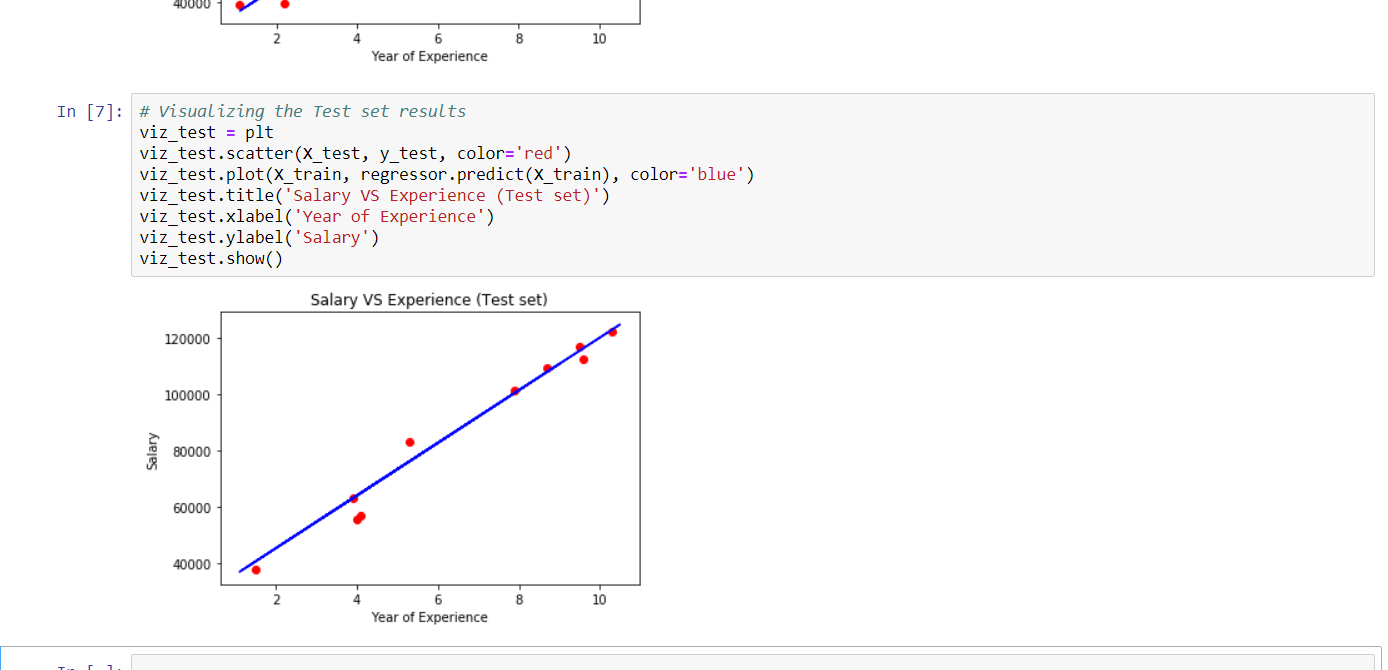 40000
2 4 6 8 10
Year of Experience
In [7]: # Visualizing the Test set results
viz_test = plt
viz_test.scatter(X_test, y_test, color='red')
viz_test.plot(X_train, regressor.predict(X_train), color='blue')
viz_test.title('Salary VS Experience (Test set)')
viz_test.xlabel('Year of Experience')
viz_test.ylabel('Salary')
viz_test.show()
Salary VS Experience (Test set)
120000
100000
Salary
80000
60000
40000
2 4 6 8 10
Year of Experience
In [ ]: